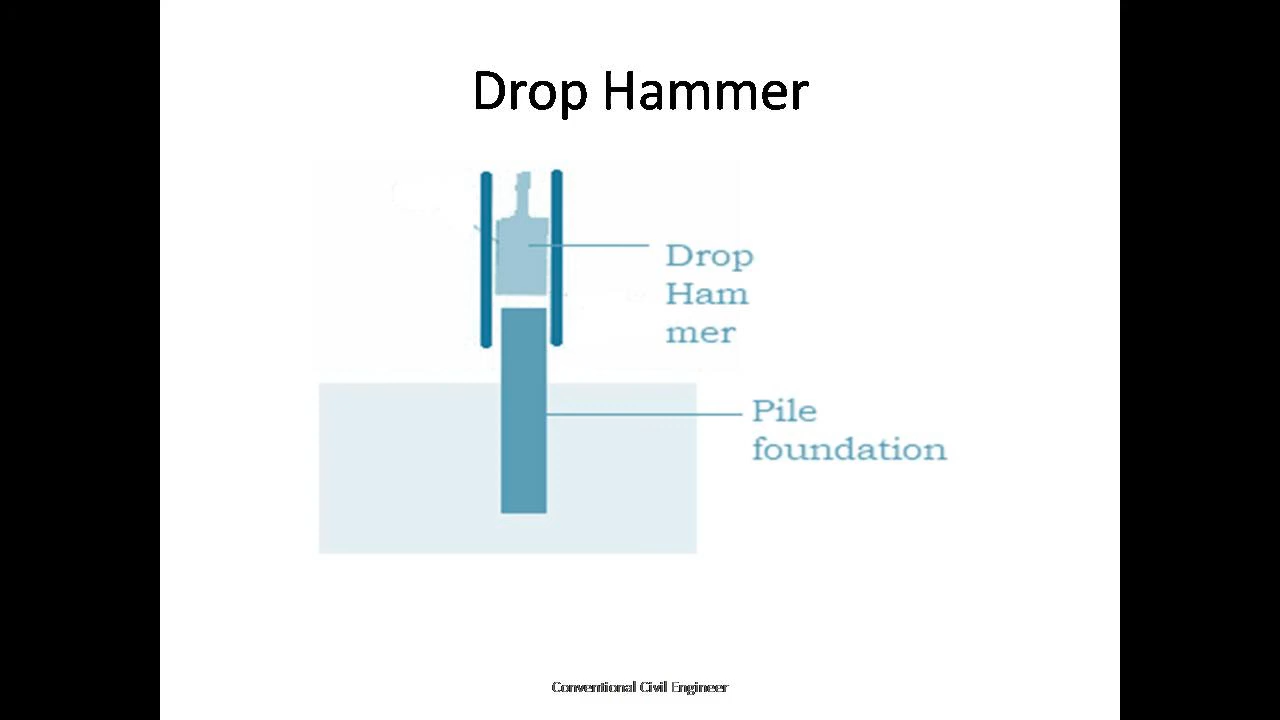 Drop Hammer
Drop
Ham
mer
Pile
foundation
Conventional Civil Engineer